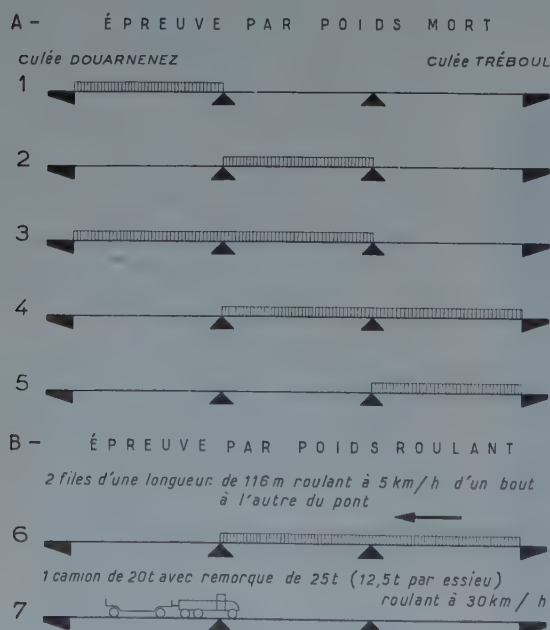 A - ÉPREUVE PAR POIDS MORT
Culée DOUARNENEZ Culée TRÉBOUL
1
2
3
4
5
B - ÉPREUVE PAR POIDS ROULANT
2 files d'une longueur de 116 m roulant à 5 km/h d'un bout
à l'autre du pont
6
1 camion de 20t avec remorque de 25t (12,5t par essieu)
roulant à 30 km/h
7